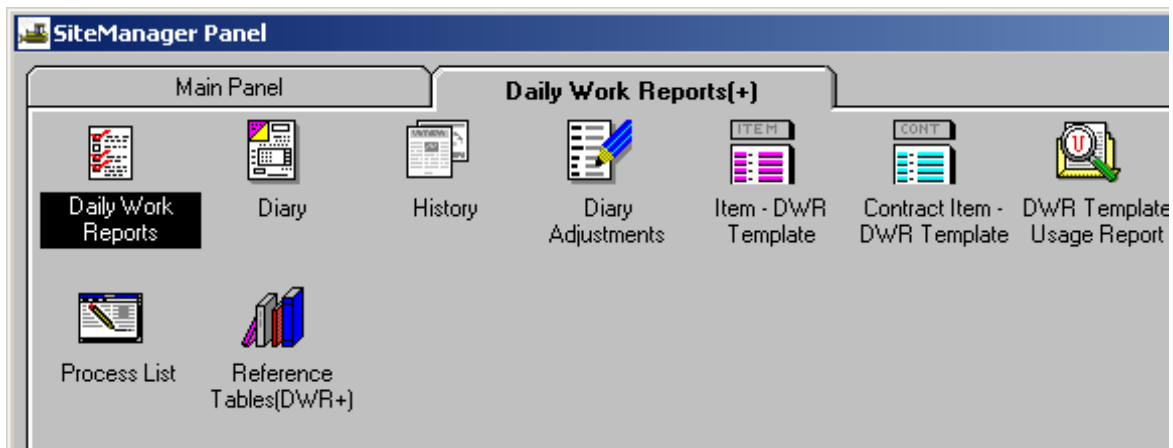 SiteManager Panel
Main Panel
Daily Work Reports(+)
ITEM
CONT
Daily Work
Reports
Diary
History
Diary
Adjustments
Item - DWR
Template
Contract Item -
DWR Template
DWR Template
Usage Report
Process List
Reference
Tables(DWR+)